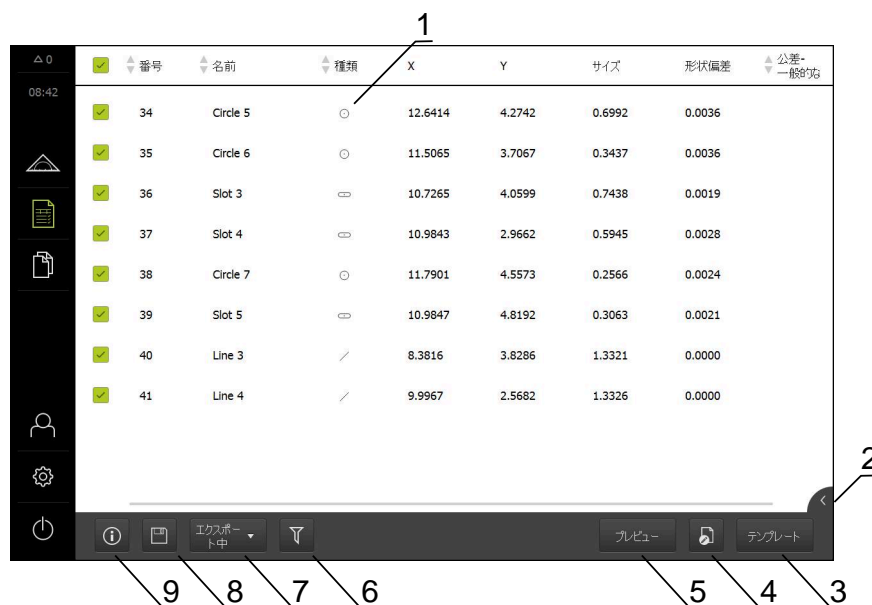 1
△ 0
番号
名前
種類
X
Y
サイズ
形状偏差
公差-
一般的な
08:42
34 Circle 5 12.6414 4.2742 0.6992 0.0036
35 Circle 6 11.5065 3.7067 0.3437 0.0036
36 Slot 3 10.7265 4.0599 0.7438 0.0019
37 Slot 4 10.9843 2.9662 0.5945 0.0028
38 Circle 7 11.7901 4.5573 0.2566 0.0024
39 Slot 5 10.9847 4.8192 0.3063 0.0021
40 Line 3 8.3816 3.8286 1.3321 0.0000
41 Line 4 9.9967 2.5682 1.3326 0.0000
2
エクスポー
ト中
プレビュー
テンプレート
9 8 7 6 5 4 3